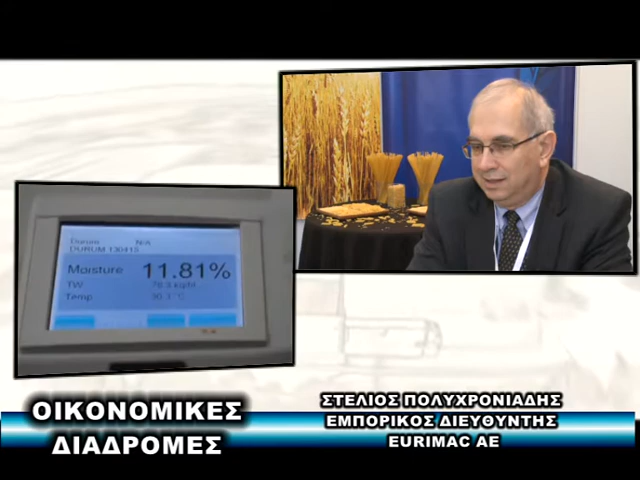 Durum N/A
DURUM 130415
Moisture 11.81%
TW
Temp
ΟΙΚΟΝΟΜΙΚΕΣ
ΔΙΑΔΡΟΜΕΣ
ΣΤΕΛΙΟΣ ΠΟΛΥΧΡΟΝΙΑΔΗΣ
ΕΜΠΟΡΙΚΟΣ ΔΙΕΥΘΥΝΤΗΣ
EURIMAC AE